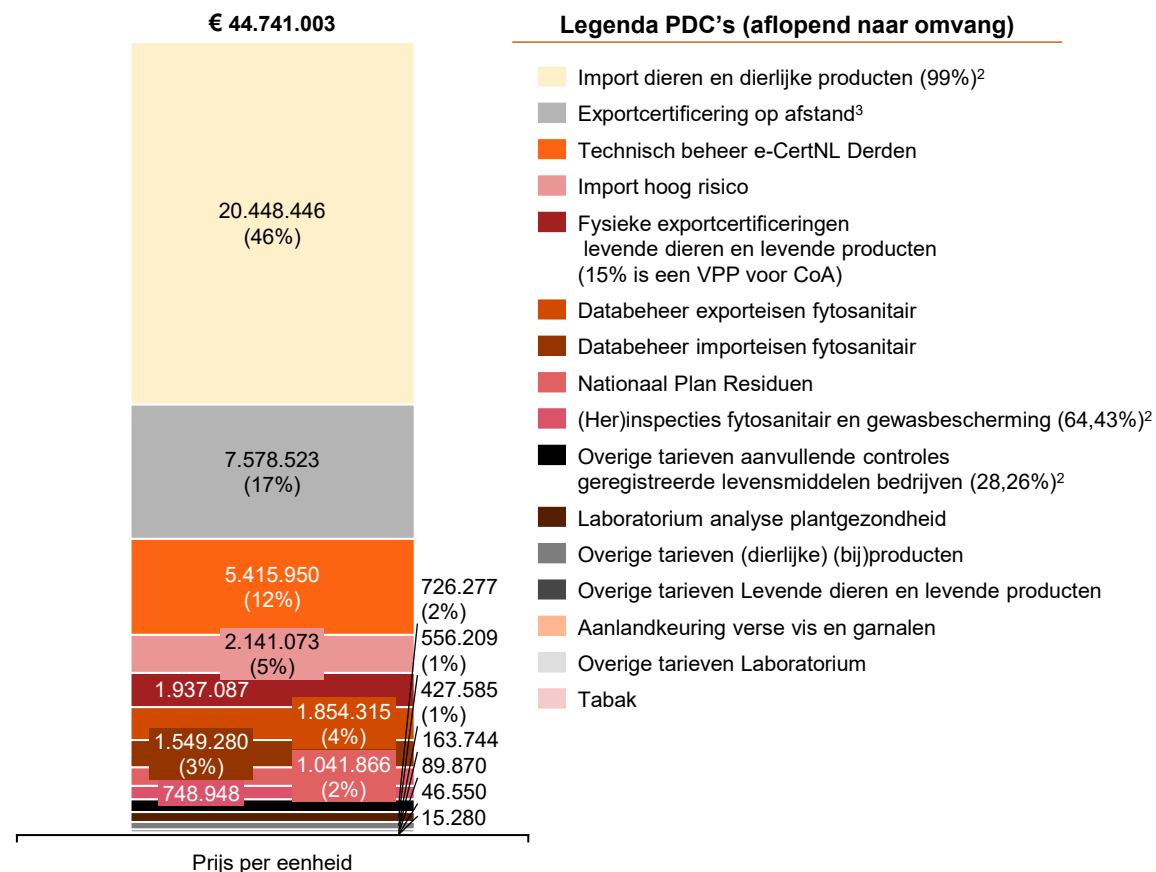 € 44.741.003
20.448.446
(46%)
7.578.523
(17%)
5.415.950
(12%)
2.141.073
(5%)
1.937.087
1.854.315
(4%)
1.549.280
(3%)
1.041.866
(2%)
748.948
726.277
(2%)
556.209
(1%)
427.585
(1%)
163.744
89.870
46.550
15.280
Prijs per eenheid
Legenda PDC’s (aflopend naar omvang)
Import dieren en dierlijke producten (99%)²
Exportcertificering op afstand³
Technisch beheer e-CertNL Derden
Import hoog risico
Fysieke exportcertificeringen
levende dieren en levende producten
(15% is een VPP voor CoA)
Databeheer exporteisen fytosanitair
Databeheer importeisen fytosanitair
Nationaal Plan Residuen
(Her)inspecties fytosanitair en gewasbescherming (64,43%)²
Overige tarieven aanvullende controles
geregistreerde levensmiddelen bedrijven (28,26%)²
Laboratorium analyse plantgezondheid
Overige tarieven (dierlijke) (bij)producten
Overige tarieven Levende dieren en levende producten
Aanlandkeuring verse vis en garnalen
Overige tarieven Laboratorium
Tabak